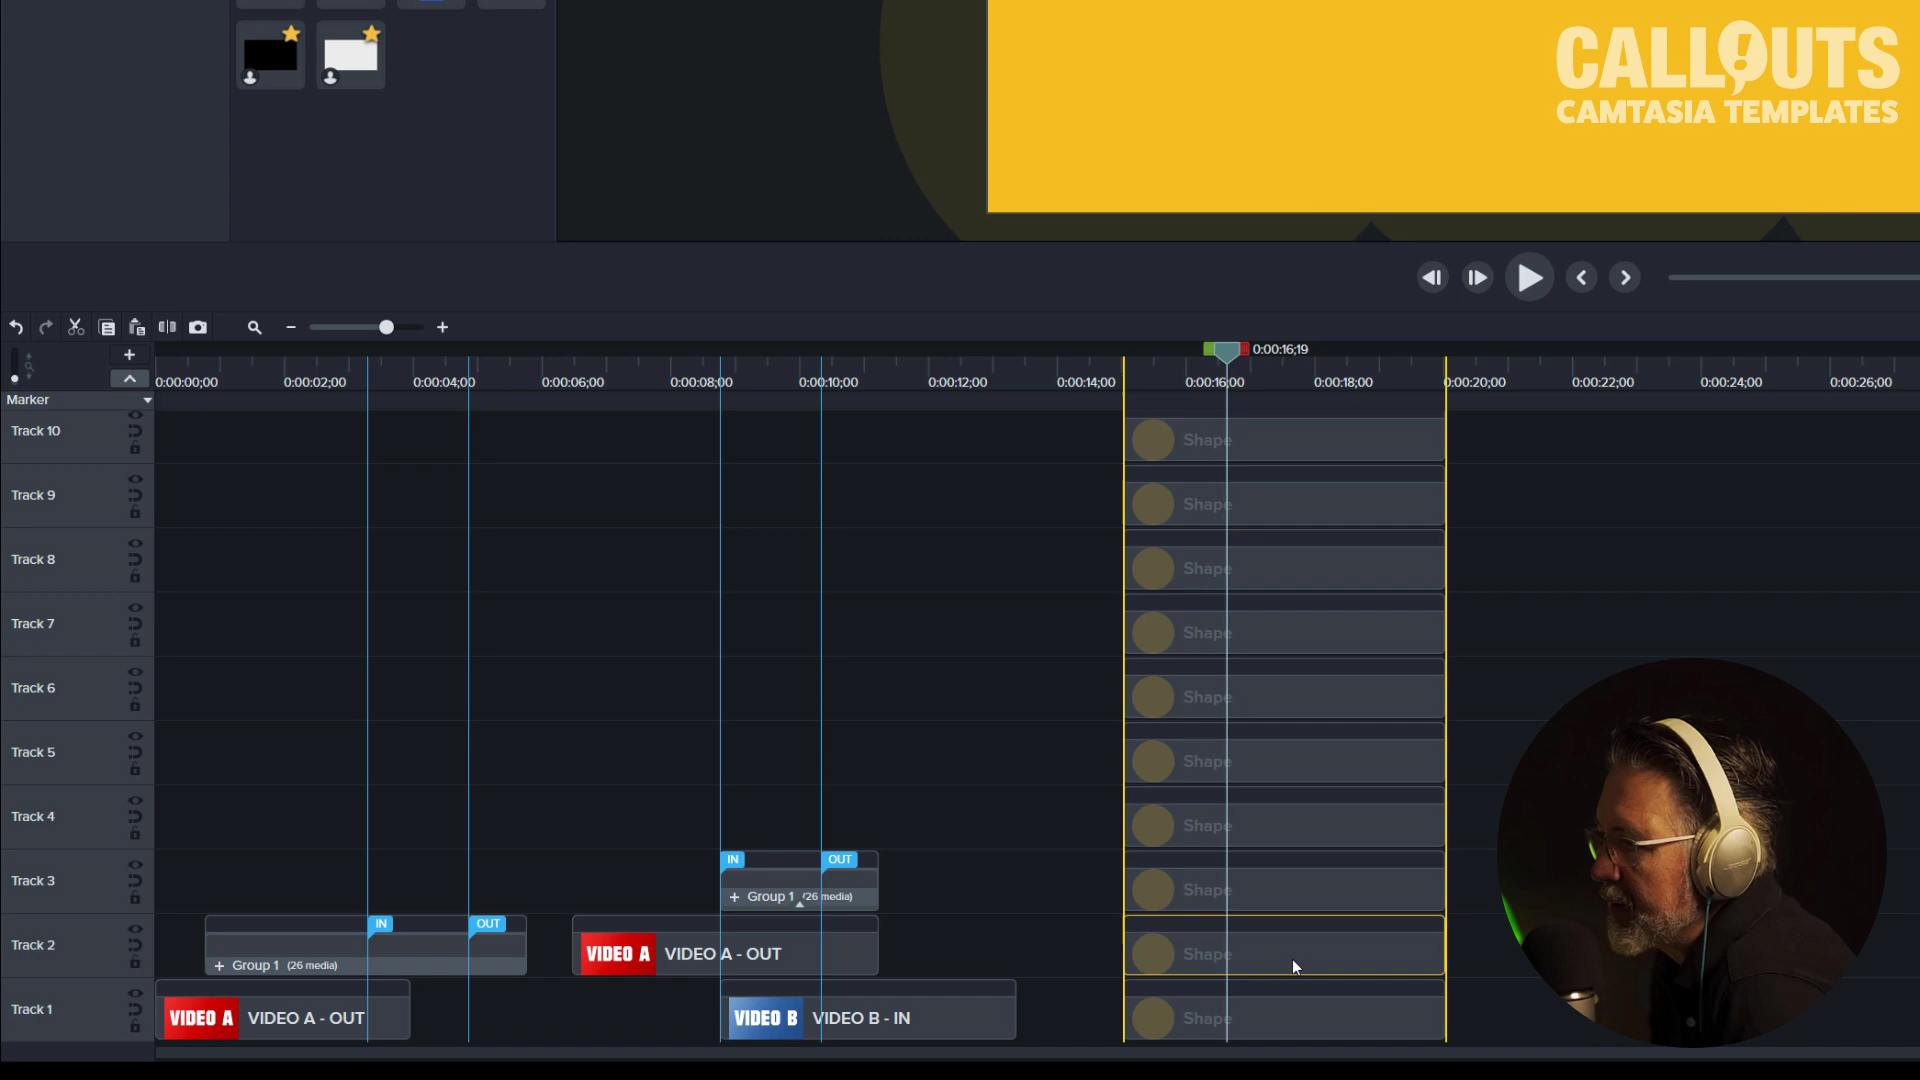 CALLOUTS
CAMTASIA TEMPLATES
0:00:16;19
0:00:00;00
0:00:02;00
0:00:04;00
0:00:06;00
0:00:08;00
0:00:10;00
0:00:12;00
0:00:14;00
0:00:16;00
0:00:18;00
0:00:20;00
0:00:22;00
0:00:24;00
0:00:26;00
Marker
Track 10
Shape
Track 9
Shape
Track 8
Shape
Track 7
Shape
Track 6
Shape
Track 5
Shape
Track 4
Shape
IN
OUT
Track 3
+ Group 1 (26 media)
Shape
IN
OUT
Track 2
+ Group 1 (26 media)
VIDEO A
VIDEO A - OUT
Shape
Track 1
VIDEO A
VIDEO A - OUT
VIDEO B
VIDEO B - IN
Shape